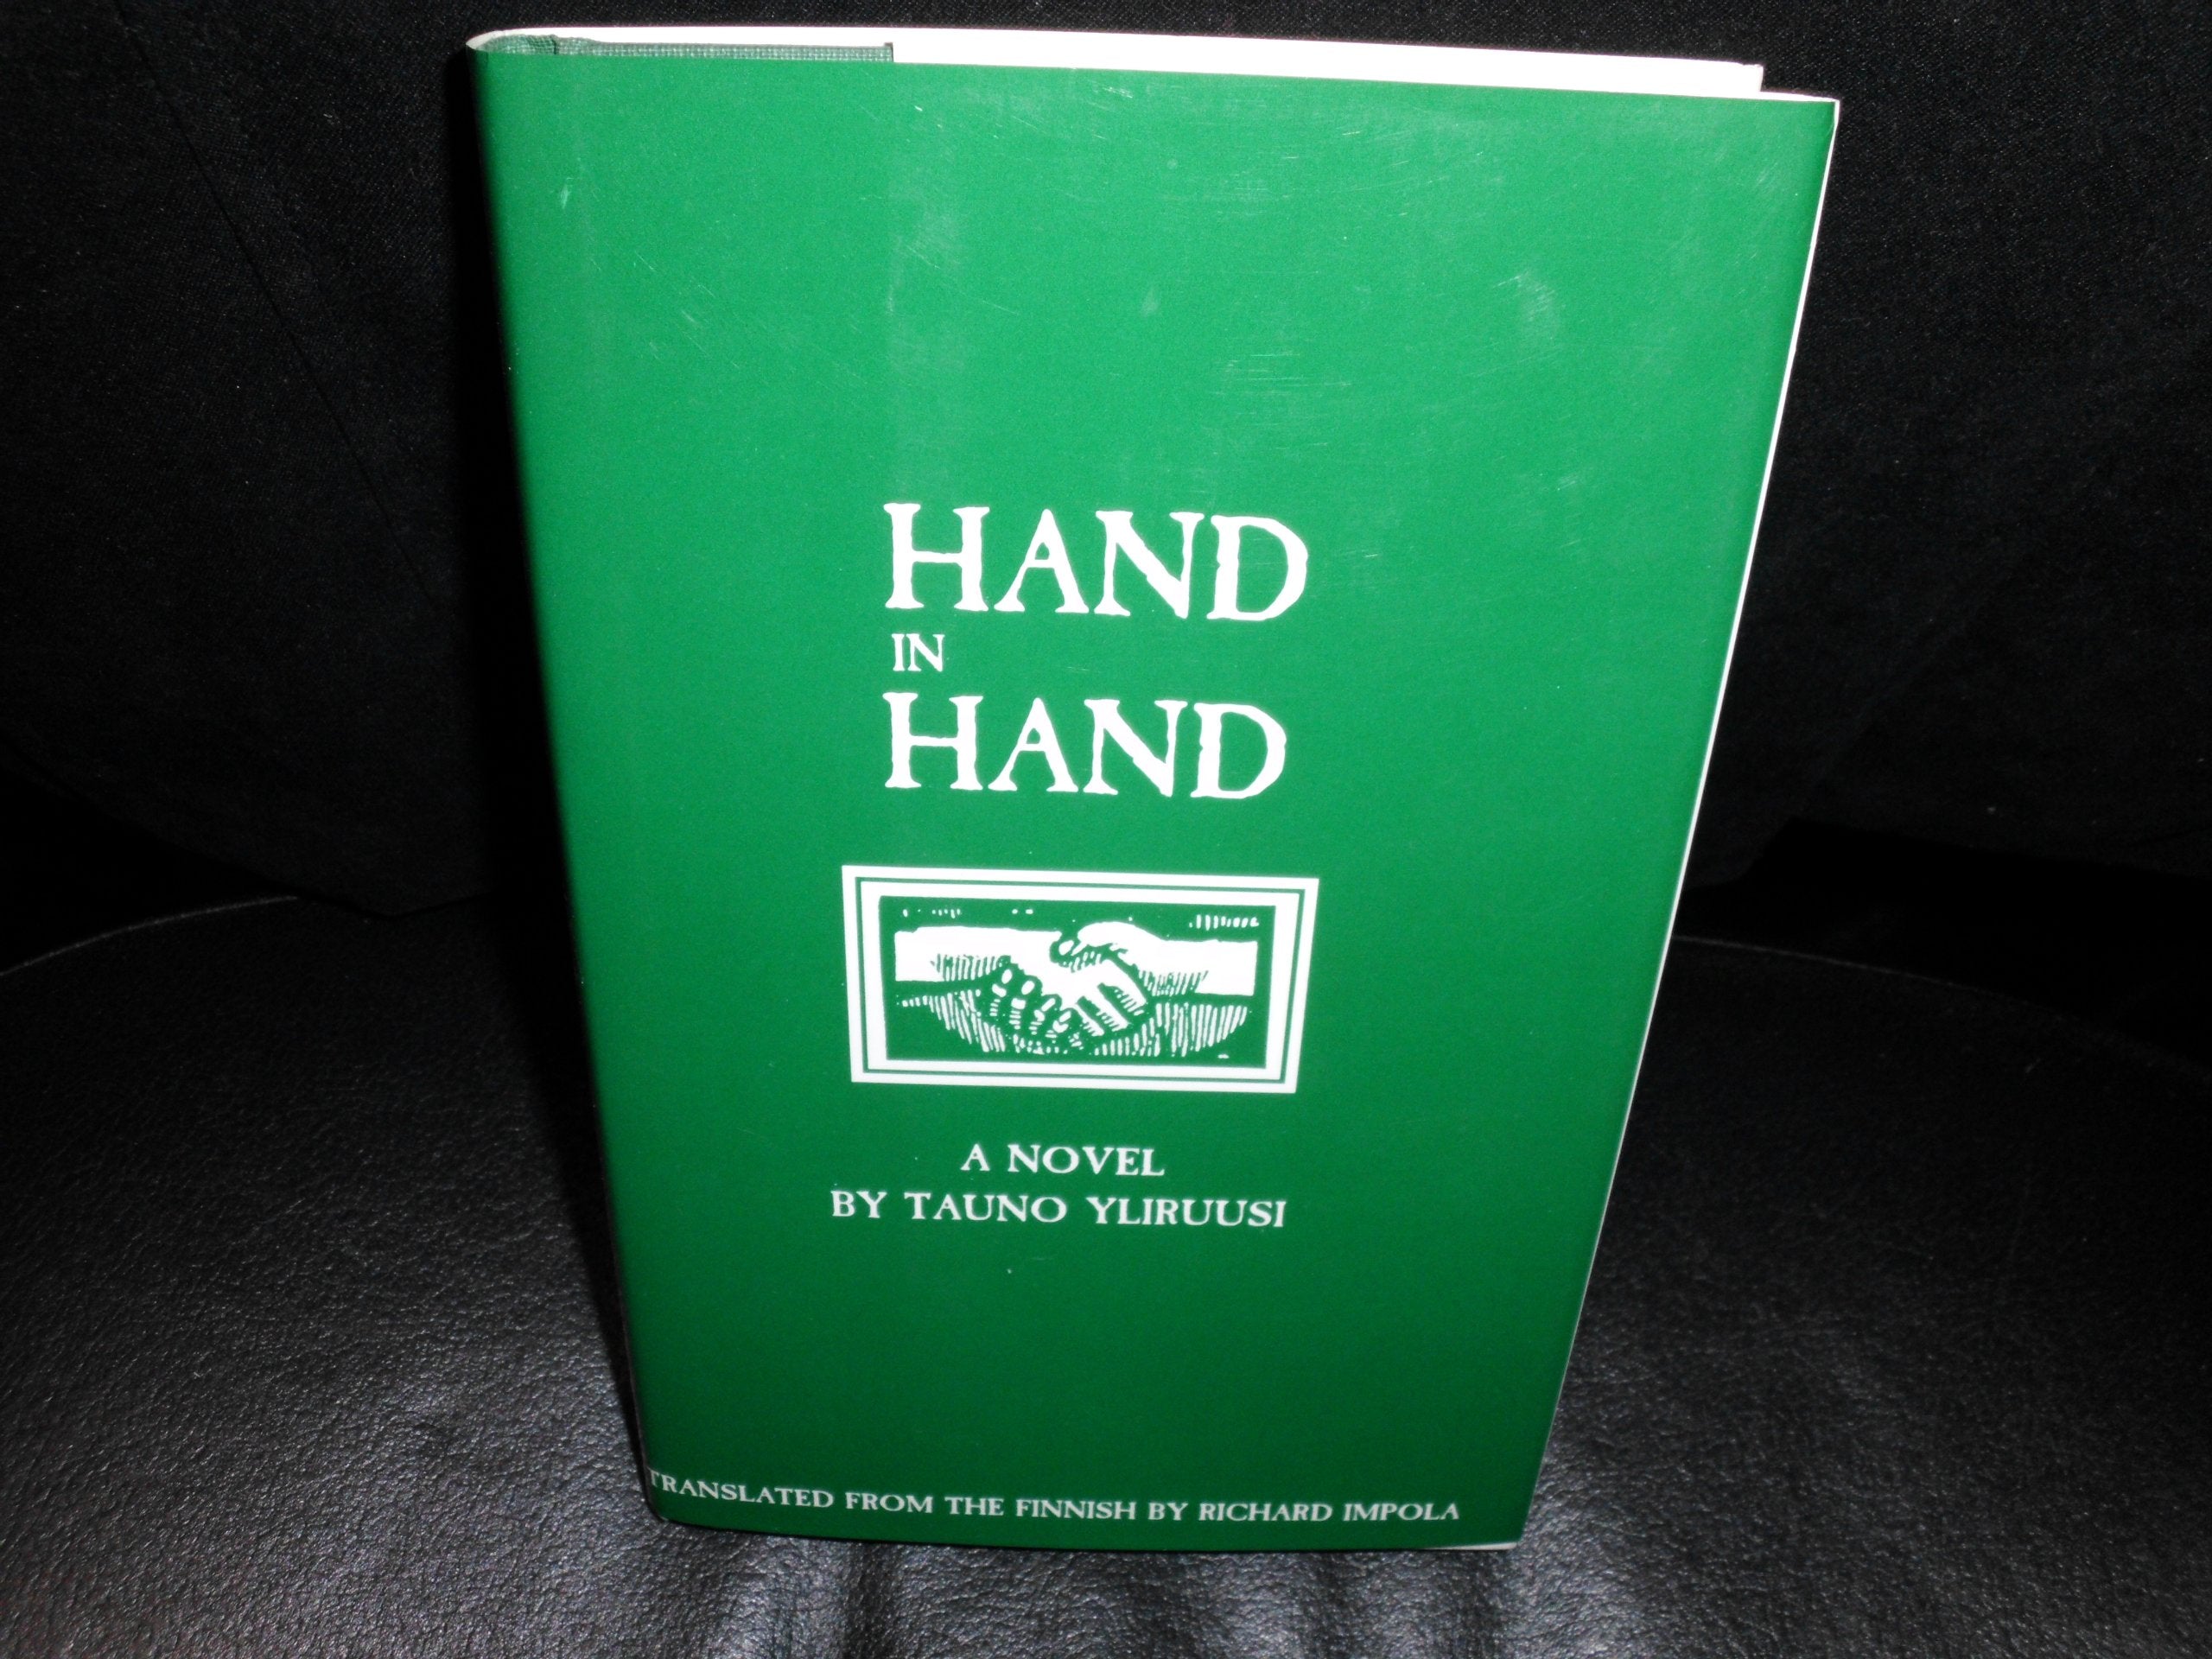 HAND
IN
HAND
A NOVEL
BY TAUNO YLIRUUSI
TRANSLATED FROM THE FINNISH BY RICHARD IMPOLA